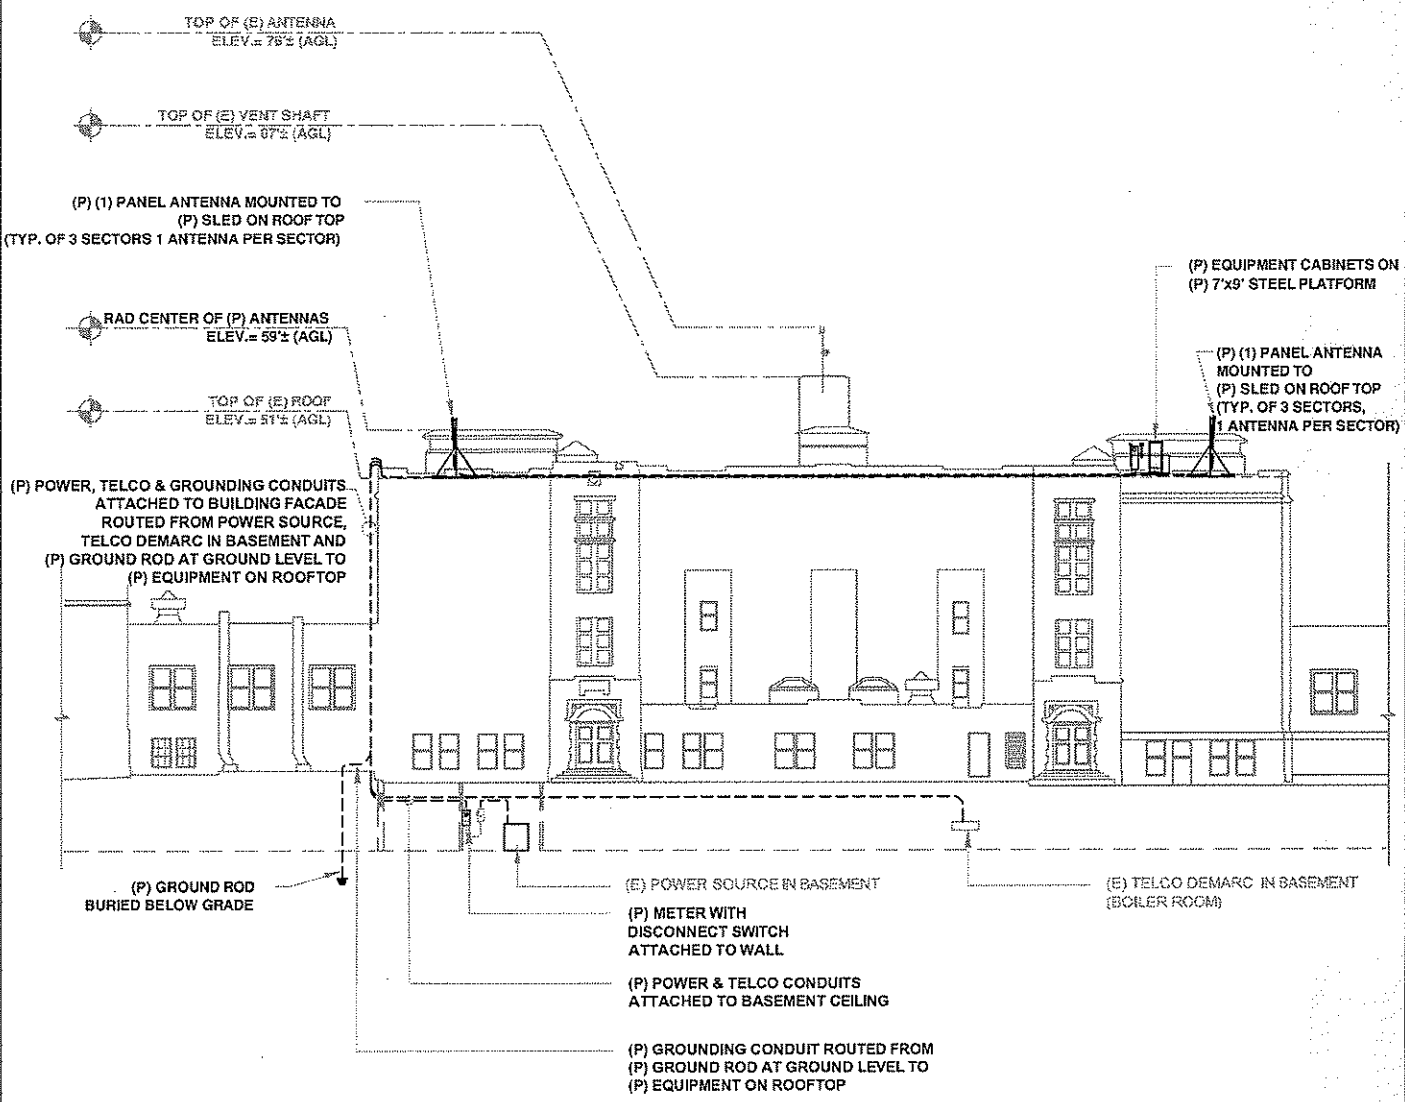 TOP OF (E) ANTENNA
ELEV.= 76'± (AGL)
TOP OF (E) VENT SHAFT
ELEV.= 67'± (AGL)
(P) (1) PANEL ANTENNA MOUNTED TO
(P) SLED ON ROOF TOP
(TYP. OF 3 SECTORS 1 ANTENNA PER SECTOR)
RAD CENTER OF (P) ANTENNAS
ELEV.= 59'± (AGL)
TOP OF (E) ROOF
ELEV.= 51'± (AGL)
(P) POWER, TELCO & GROUNDING CONDUITS
ATTACHED TO BUILDING FACADE
ROUTED FROM POWER SOURCE,
TELCO DEMARC IN BASEMENT AND
(P) GROUND ROD AT GROUND LEVEL TO
(P) EQUIPMENT ON ROOFTOP
(P) EQUIPMENT CABINETS ON
(P) 7'x9' STEEL PLATFORM
(P) (1) PANEL ANTENNA
MOUNTED TO
(P) SLED ON ROOF TOP
(TYP. OF 3 SECTORS,
1 ANTENNA PER SECTOR)
(P) GROUND ROD
BURIED BELOW GRADE
(E) POWER SOURCE IN BASEMENT
(P) METER WITH
DISCONNECT SWITCH
ATTACHED TO WALL
(P) POWER & TELCO CONDUITS
ATTACHED TO BASEMENT CEILING
(P) GROUNDING CONDUIT ROUTED FROM
(P) GROUND ROD AT GROUND LEVEL TO
(P) EQUIPMENT ON ROOFTOP
(E) TELCO DEMARC IN BASEMENT
(BOILER ROOM)